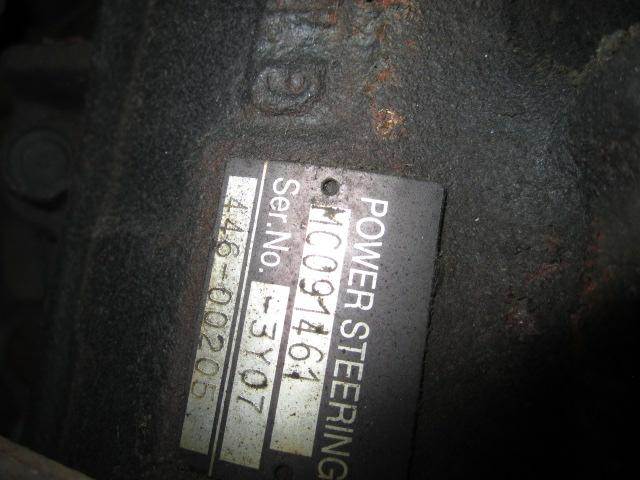 POWER STEERING
MC091461
Ser.No. -3Y07
446-00205